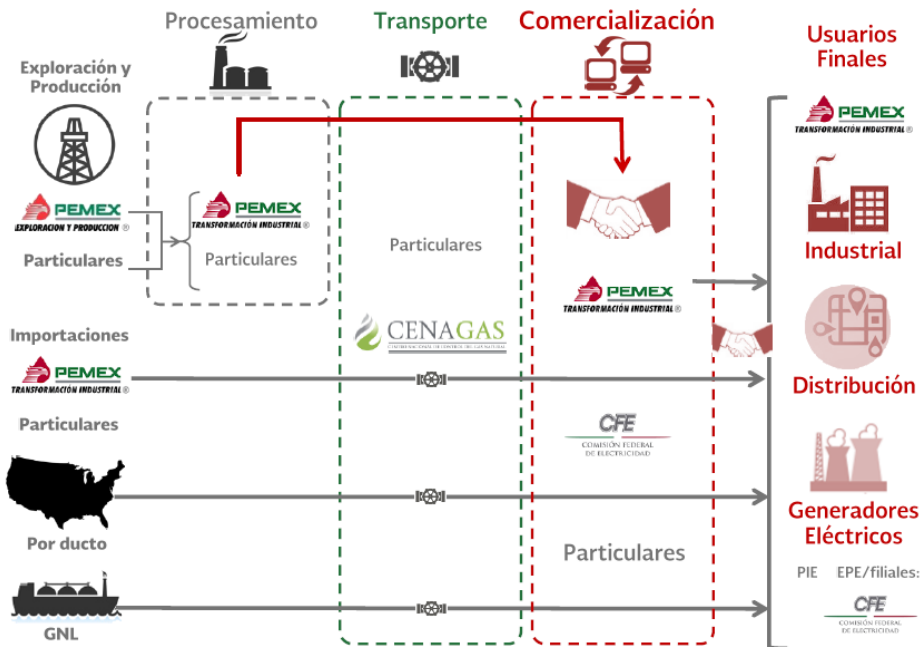 Procesamiento
Transporte
Comercialización
Usuarios
Finales
Exploración y
Producción
PEMEX
EXPLORACIÓN Y PRODUCCIÓN ®
Particulares
PEMEX
TRANSFORMACIÓN INDUSTRIAL ®
Particulares
Particulares
CENAGAS
PEMEX
TRANSFORMACIÓN INDUSTRIAL ®
CFE
COMISIÓN FEDERAL
DE ELECTRICIDAD
Particulares
Importaciones
PEMEX
TRANSFORMACIÓN INDUSTRIAL ®
Particulares
Por ducto
GNL
PEMEX
TRANSFORMACIÓN INDUSTRIAL ®
Industrial
Distribución
Generadores
Eléctricos
PIE EPE/filiales:
CFE
COMISIÓN FEDERAL
DE ELECTRICIDAD